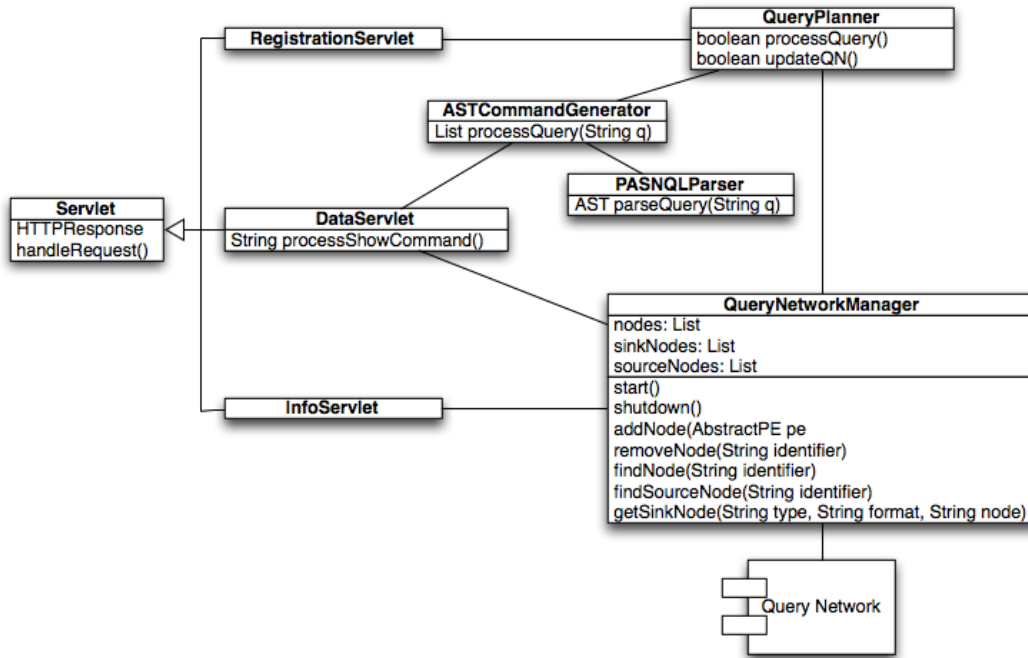 QueryPlanner
boolean processQuery()
boolean updateQN()
RegistrationServlet
ASTCommandGenerator
List processQuery(String q)
PASNQLParser
AST parseQuery(String q)
Servlet
HTTPResponse
handleRequest()
DataServlet
String processShowCommand()
QueryNetworkManager
nodes: List
sinkNodes: List
sourceNodes: List
start()
shutdown()
addNode(AbstractPE pe
removeNode(String identifier)
findNode(String identifier)
findSourceNode(String identifier)
getSinkNode(String type, String format, String node)
InfoServlet
Query Network